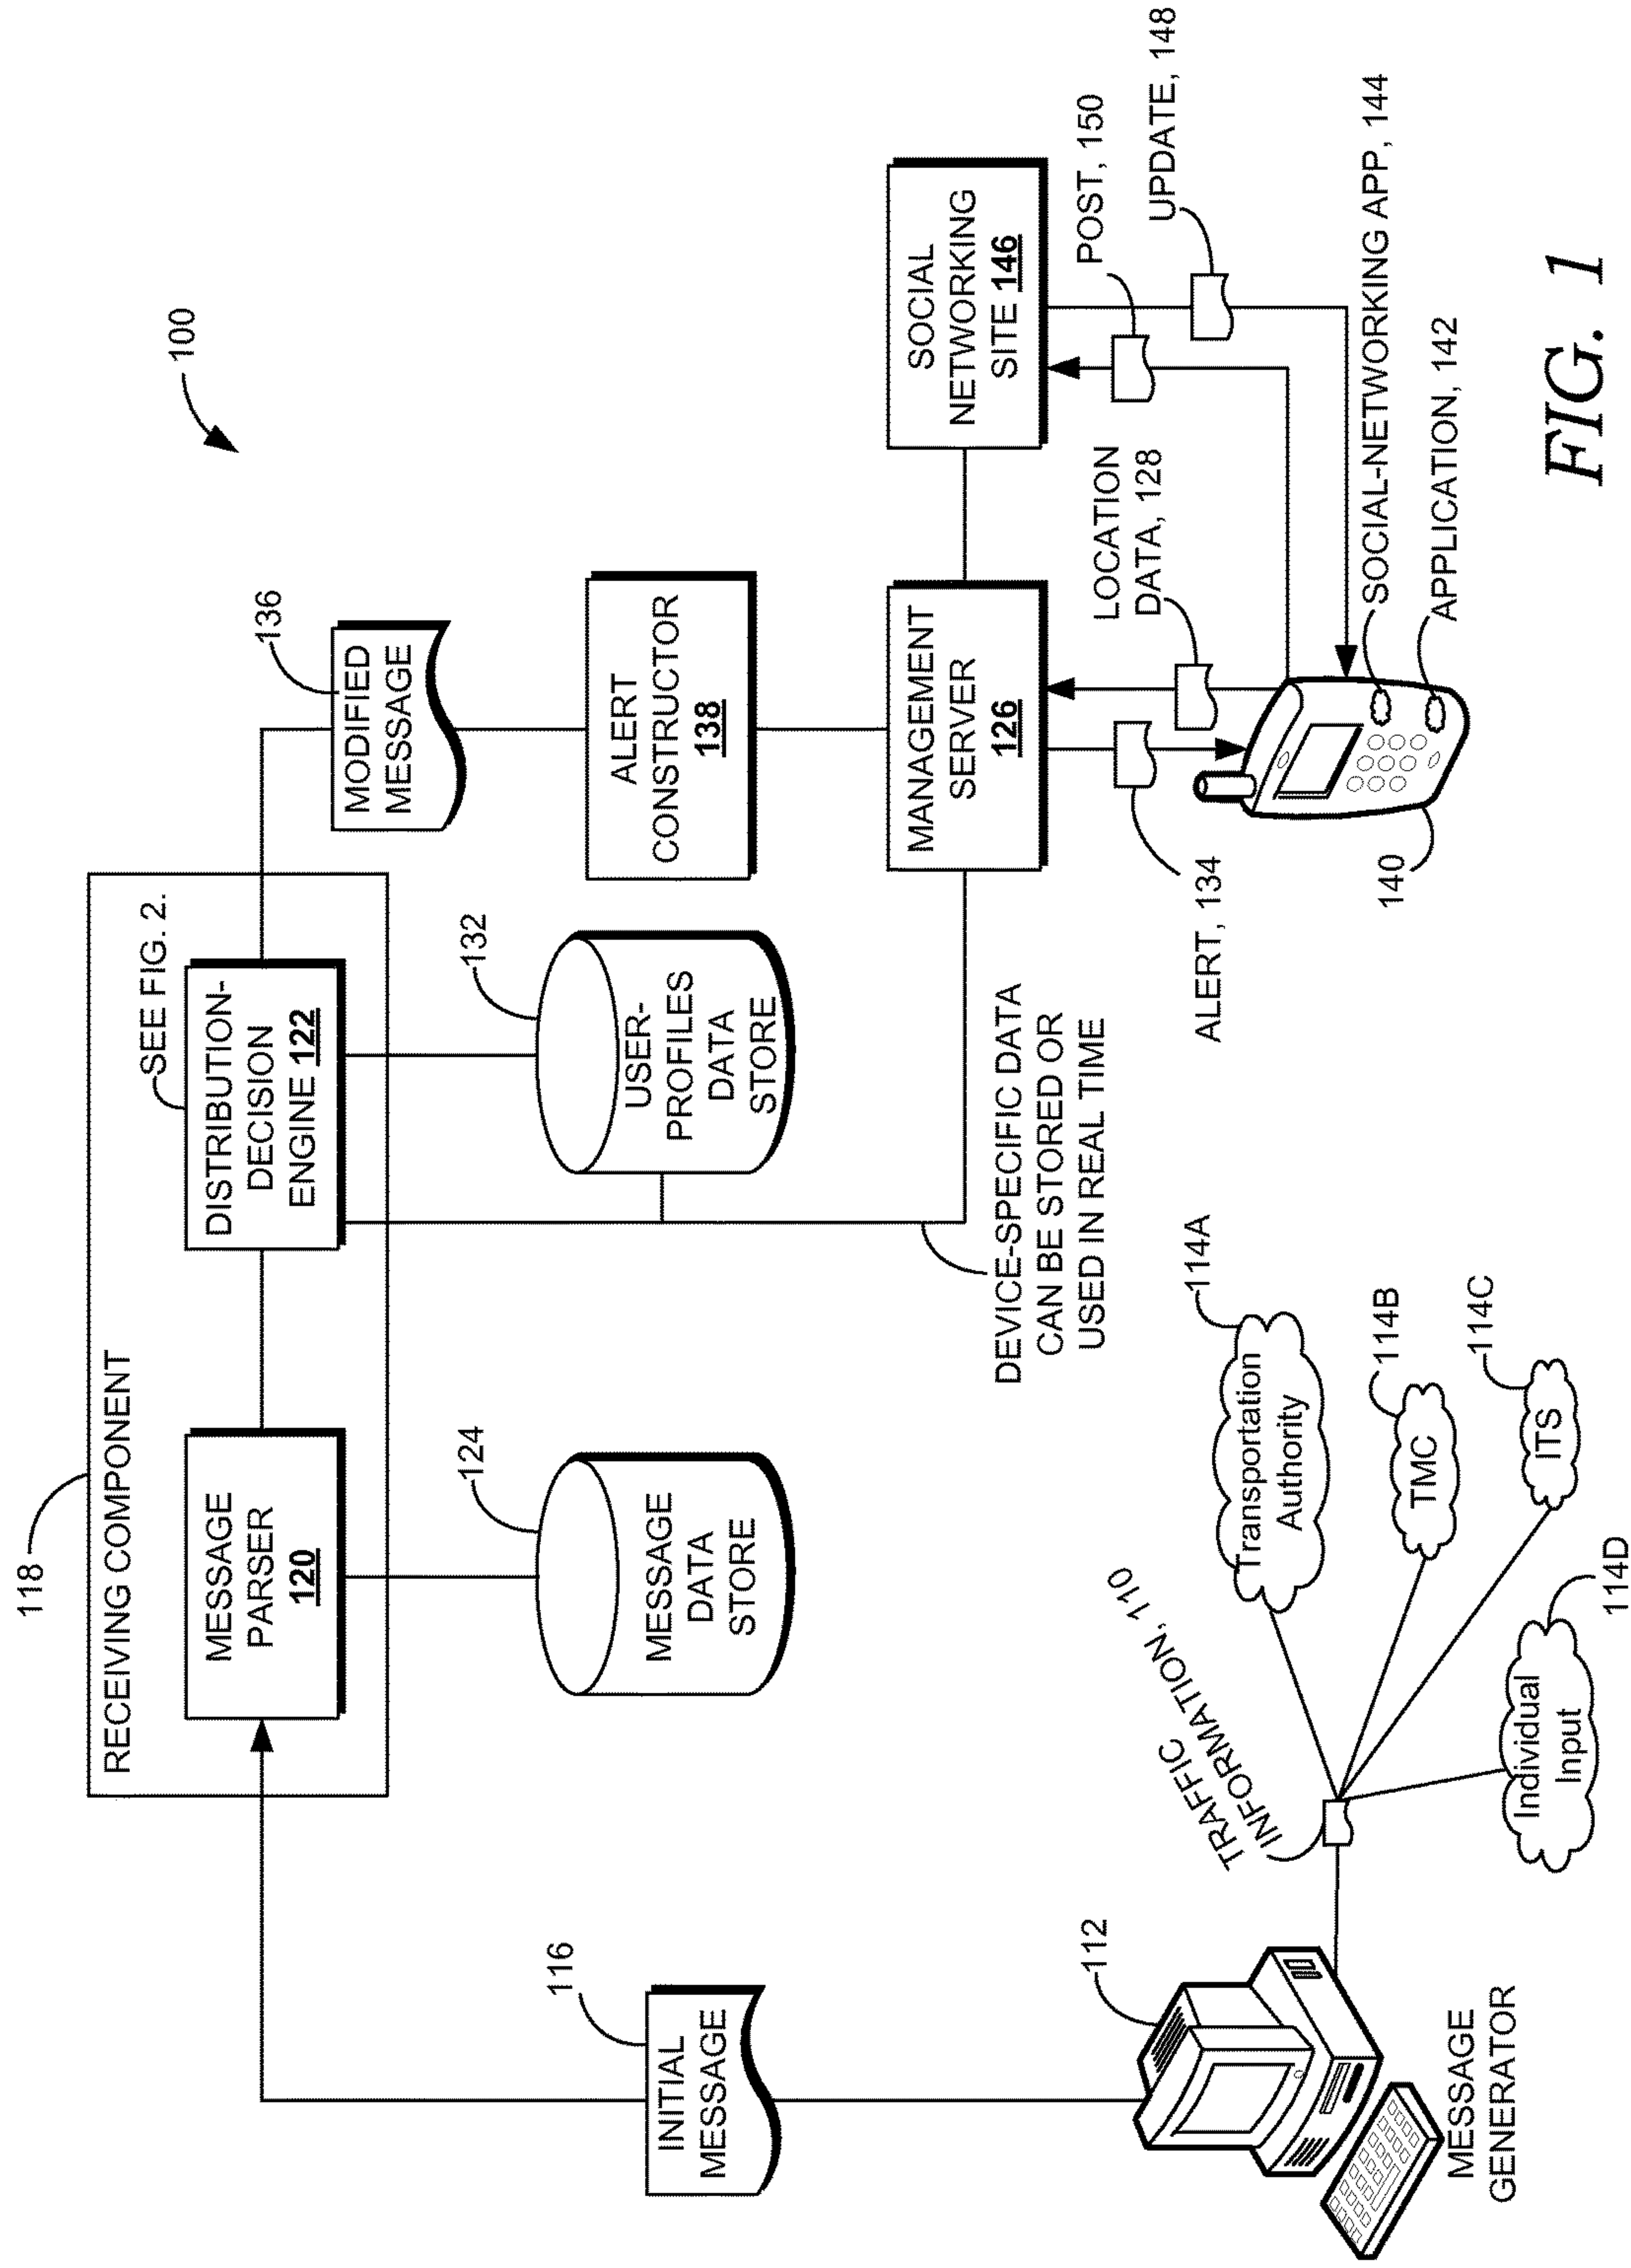 100
118
RECEIVING COMPONENT
SEE FIG. 2.
MESSAGE
PARSER
120
DISTRIBUTION-
DECISION
ENGINE 122
136
MODIFIED
MESSAGE
116
INITIAL
MESSAGE
124
MESSAGE
DATA
STORE
132
USER-
PROFILES
DATA
STORE
ALERT
CONSTRUCTOR
138
MANAGEMENT
SERVER
126
SOCIAL
NETWORKING
SITE 146
DEVICE-SPECIFIC DATA
CAN BE STORED OR
USED IN REAL TIME
LOCATION
DATA, 128
POST, 150
UPDATE, 148
ALERT, 134
140
SOCIAL-NETWORKING APP, 144
APPLICATION, 142
112
MESSAGE
GENERATOR
TRAFFIC
INFORMATION, 110
114A
Transportation
Authority
114B
TMC
114C
ITS
114D
Individual
Input
FIG. 1